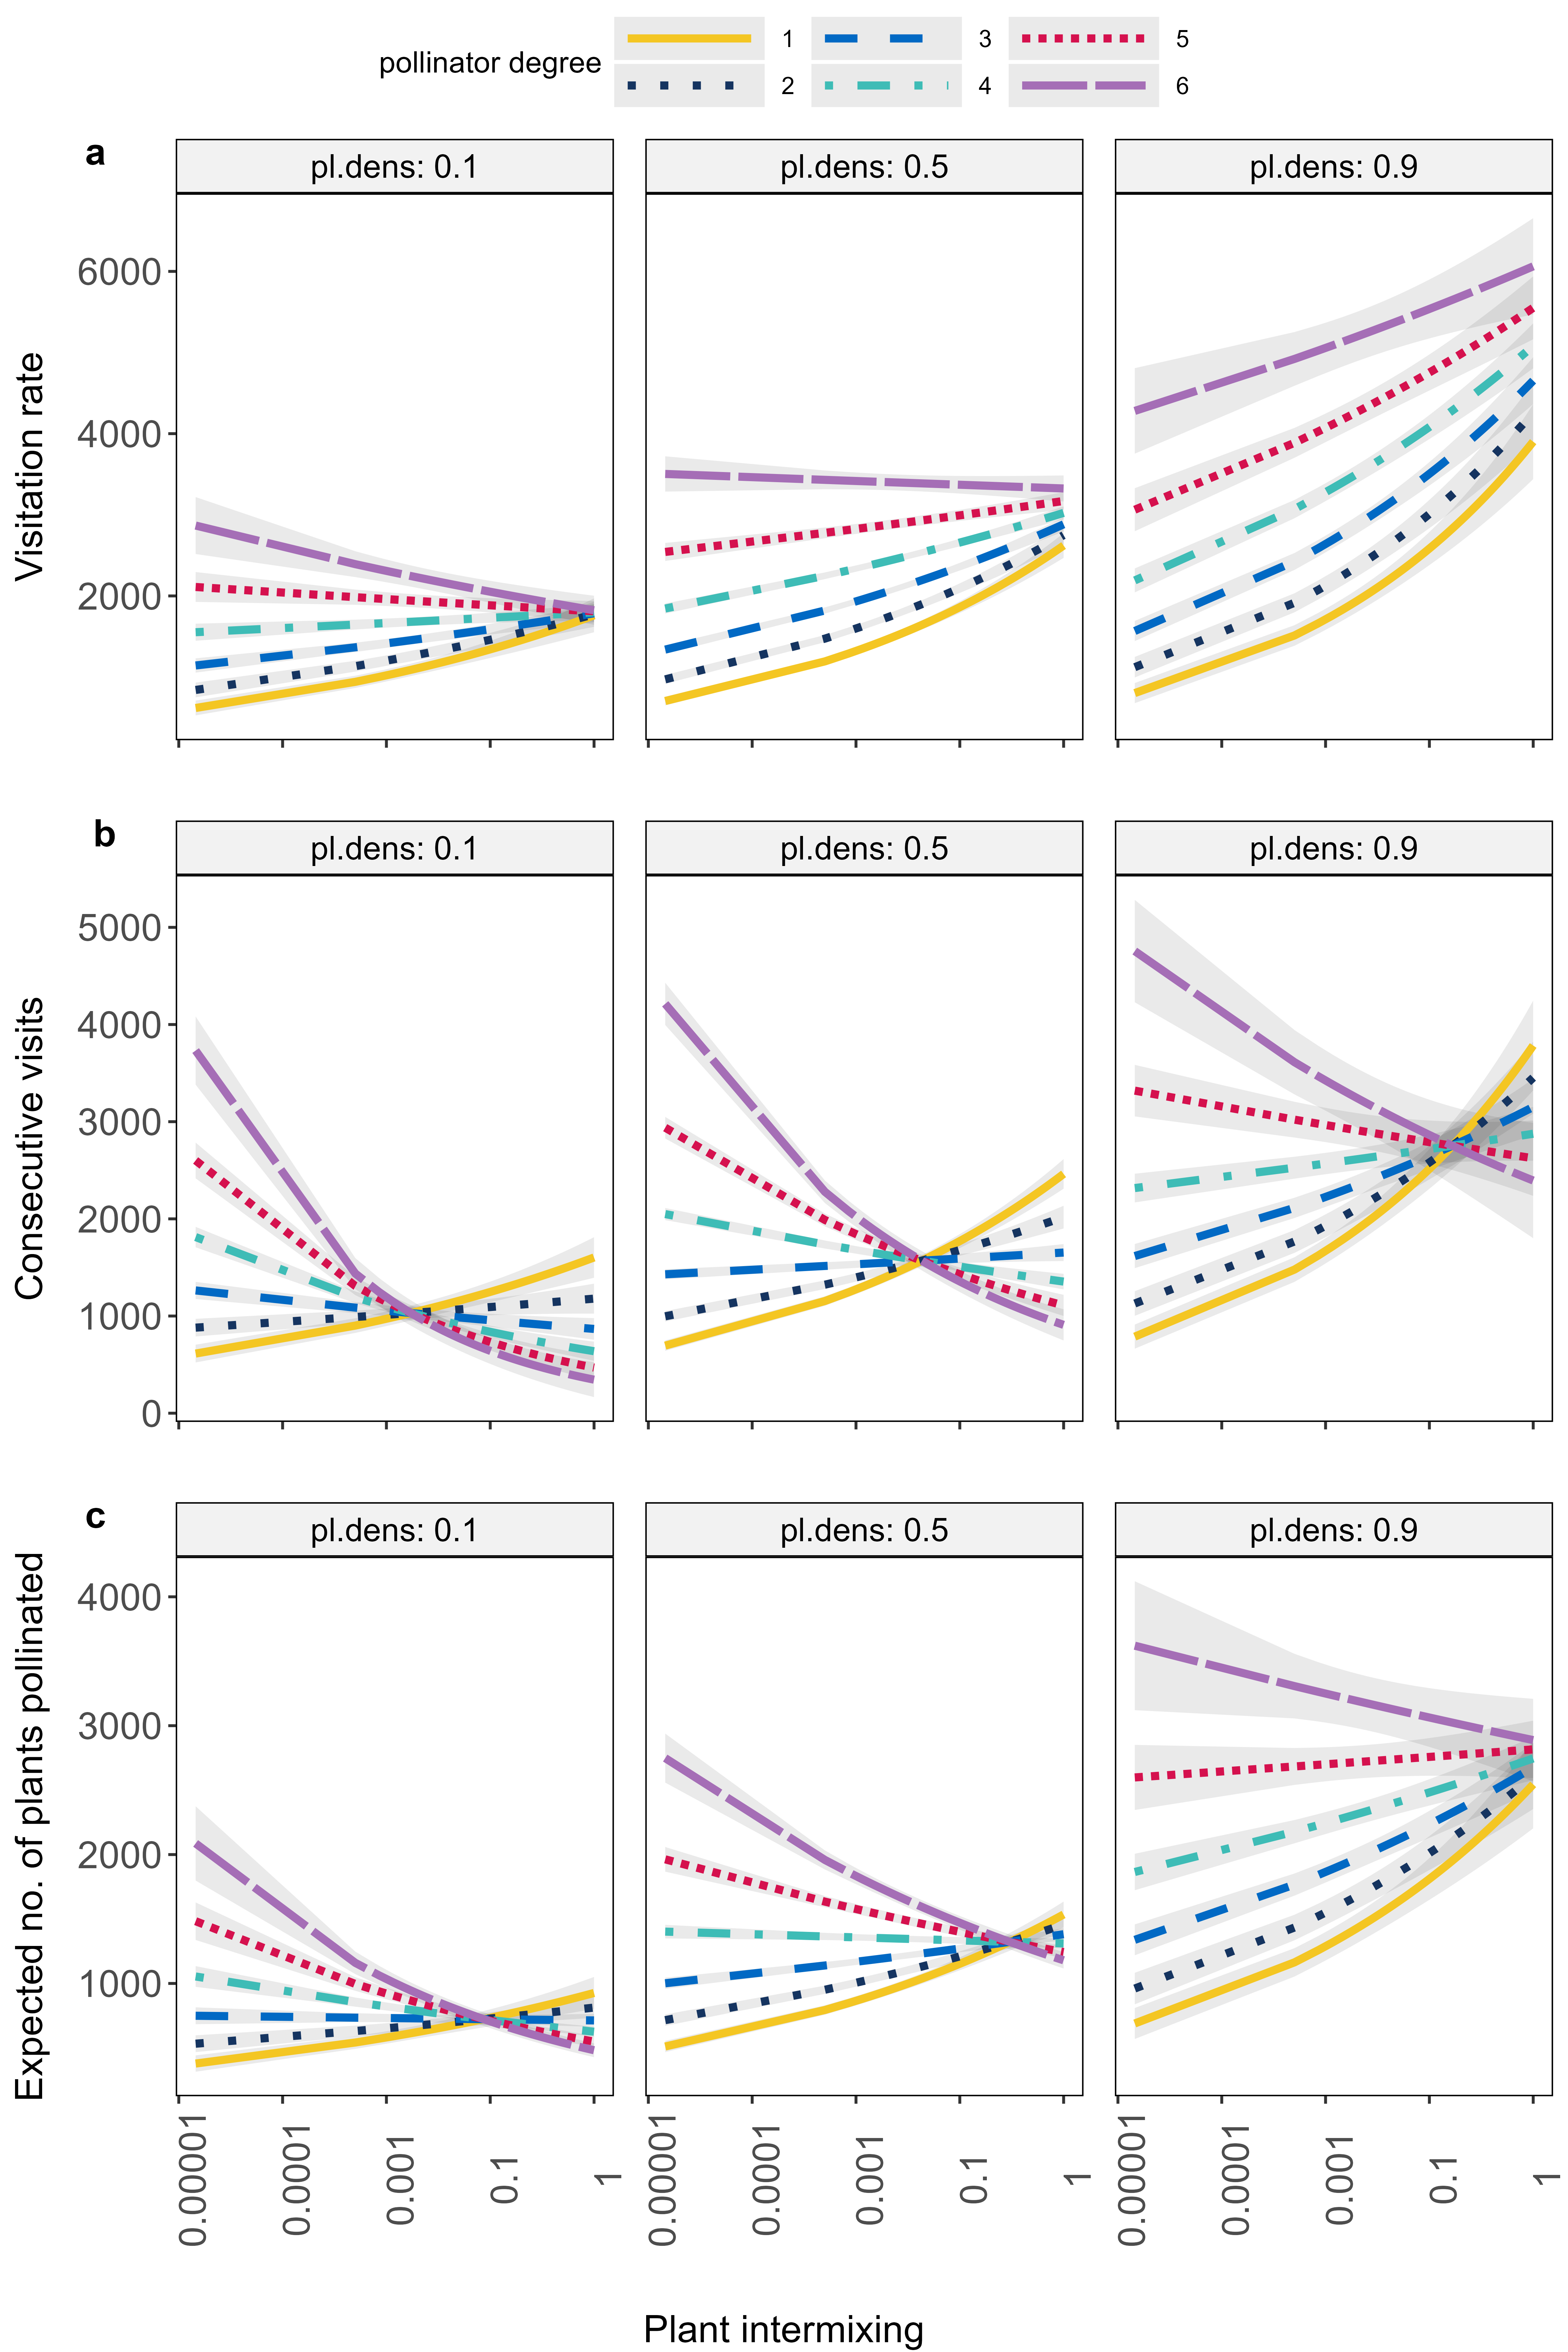 pollinator degree
1 3 5
2 4 6
a
pl.dens: 0.1 pl.dens: 0.5 pl.dens: 0.9
Visitation rate
6000
4000
2000
b
pl.dens: 0.1 pl.dens: 0.5 pl.dens: 0.9
Consecutive visits
5000
4000
3000
2000
1000
0
c
pl.dens: 0.1 pl.dens: 0.5 pl.dens: 0.9
Expected no. of plants pollinated
4000
3000
2000
1000
0.00001 0.0001 0.001 0.1 1 0.00001 0.0001 0.001 0.1 1 0.00001 0.0001 0.001 0.1 1
Plant intermixing